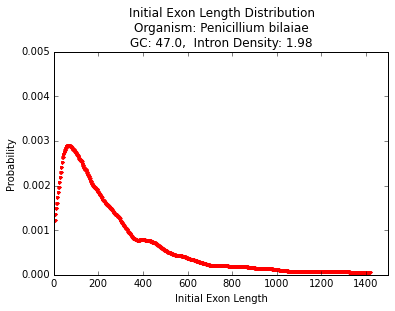 Initial Exon Length Distribution
Organism: Penicillium bilaiae
GC: 47.0,  Intron Density: 1.98
0.005
0.004
0.003
0.002
0.001
0.000
Probability
0
200
400
600
800
1000
1200
1400
Initial Exon Length